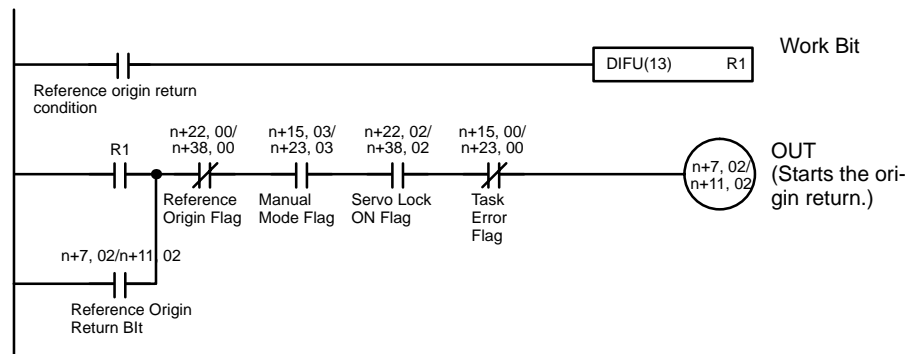 Work Bit
DIFU(13) R1
Reference origin return
condition
R1
n+22, 00/
n+38, 00
n+15, 03/
n+23, 03
n+22, 02/
n+38, 02
n+15, 00/
n+23, 00
Reference
Origin Flag
Manual
Mode Flag
Servo Lock
ON Flag
Task
Error
Flag
n+7, 02/
n+11, 02
OUT
(Starts the ori-
gin return.)
n+7, 02/n+11, 02
Reference Origin
Return BIt